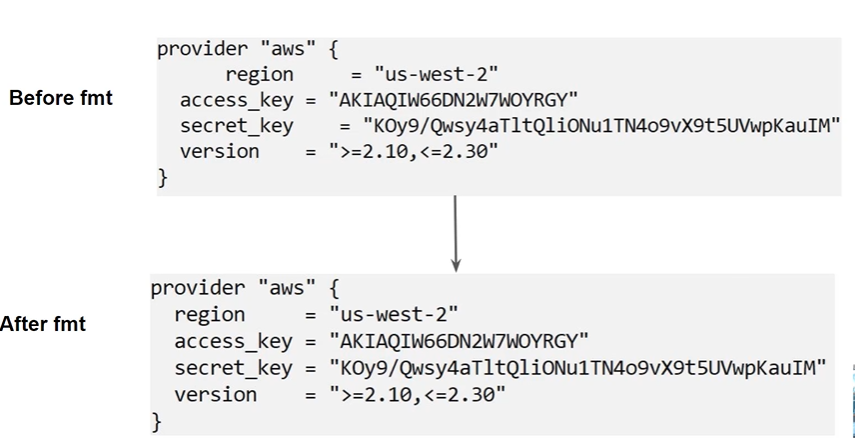 provider "aws" {
region = "us-west-2"
Before fmt
access_key = "AKIAQIW66DN2W7WOYRGY"
secret_key = "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"
version = ">=2.10,<=2.30"
}
provider "aws" {
region = "us-west-2"
After fmt
access_key = "AKIAQIW66DN2W7WOYRGY"
secret_key = "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"
version = ">=2.10,<=2.30"
}